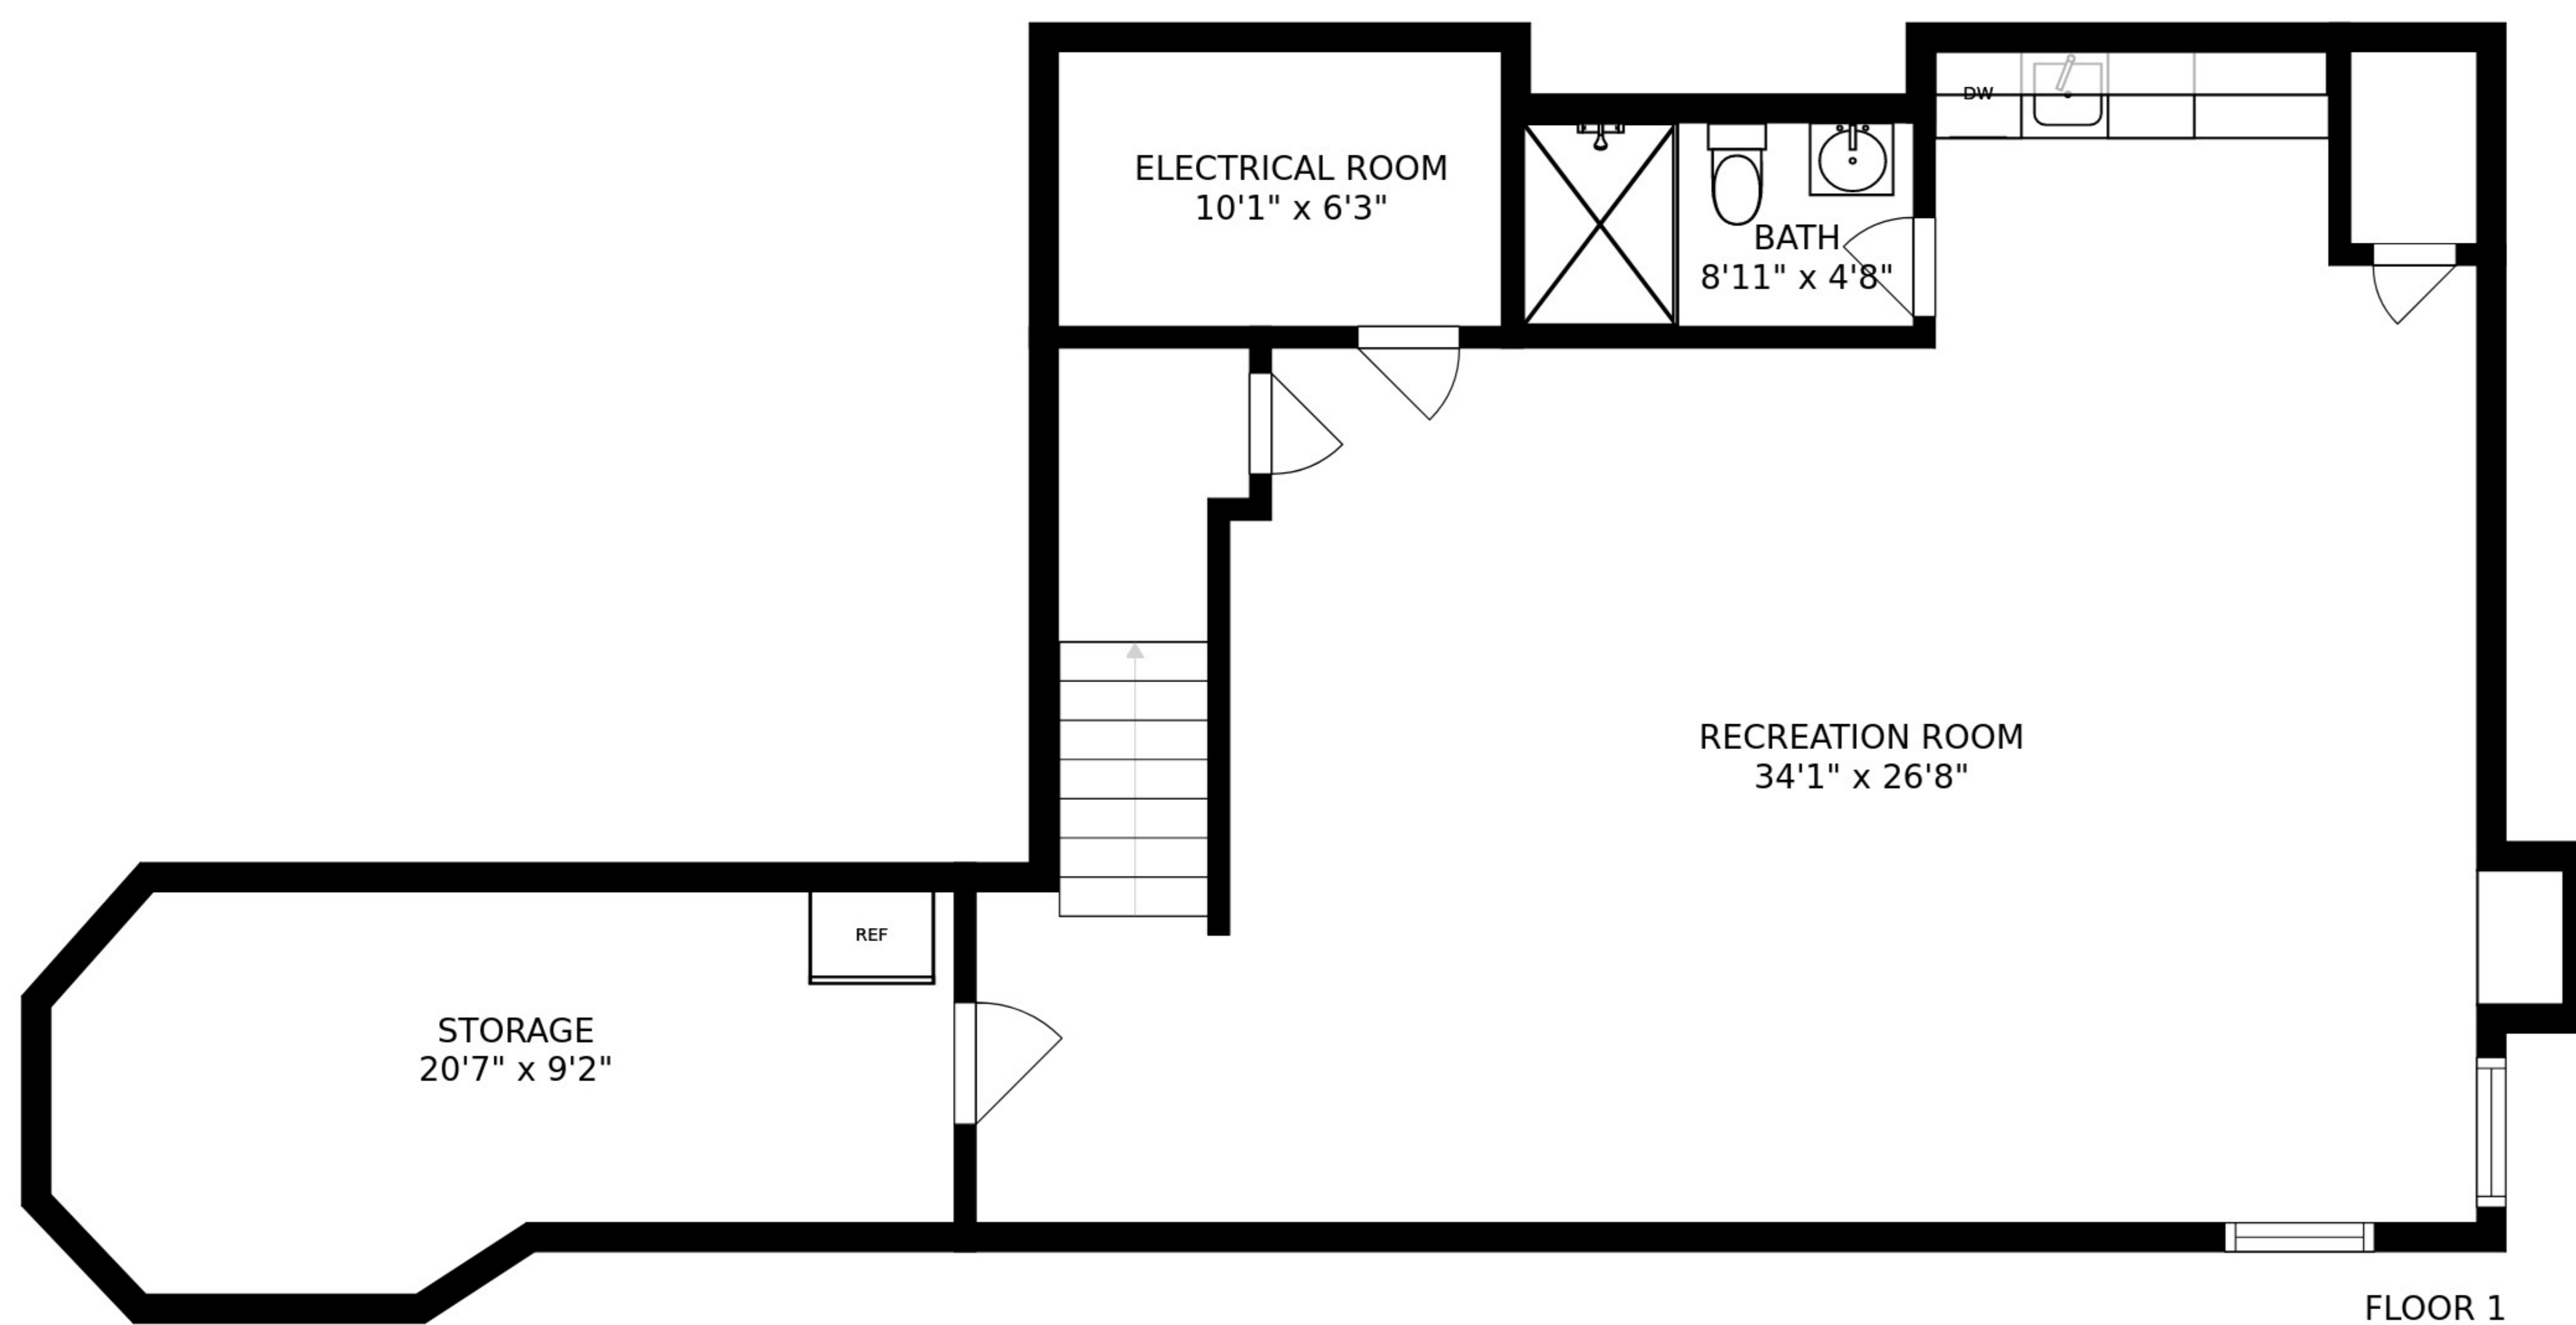 DW
ELECTRICAL ROOM
10'1" x 6'3"
BATH
8'11" x 4'8"
RECREATION ROOM
34'1" x 26'8"
REF
STORAGE
20'7" x 9'2"
FLOOR 1